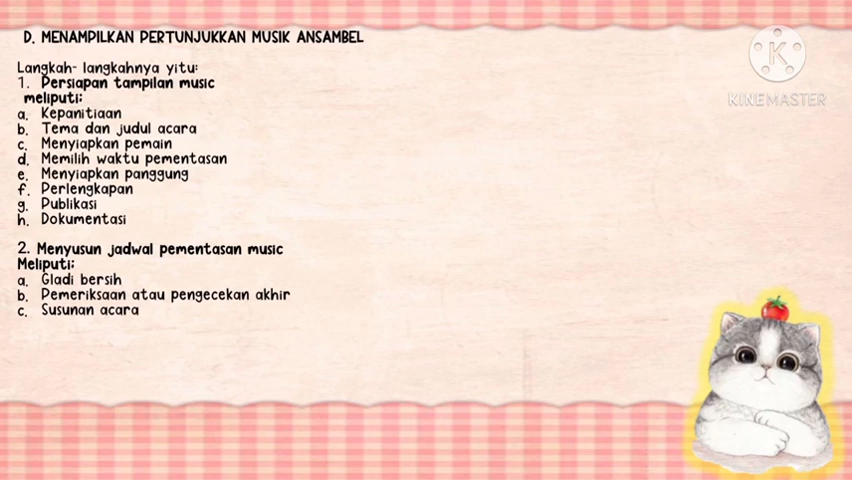 D. MENAMPILKAN PERTUNJUKKAN MUSIK ANSAMBEL
Langkah- langkahnya yitu:
1. Persiapan tampilan music
meliputi:
a. Kepanitiaan
b. Tema dan judul acara
c. Menyiapkan pemain
d. Memilih waktu pementasan
e. Menyiapkan panggung
f. Perlengkapan
g. Publikasi
h. Dokumentasi
2. Menyusun jadwal pementasan music
Meliputi:
a. Gladi bersih
b. Pemeriksaan atau pengecekan akhir
c. Susunan acara
K
KINEMASTER